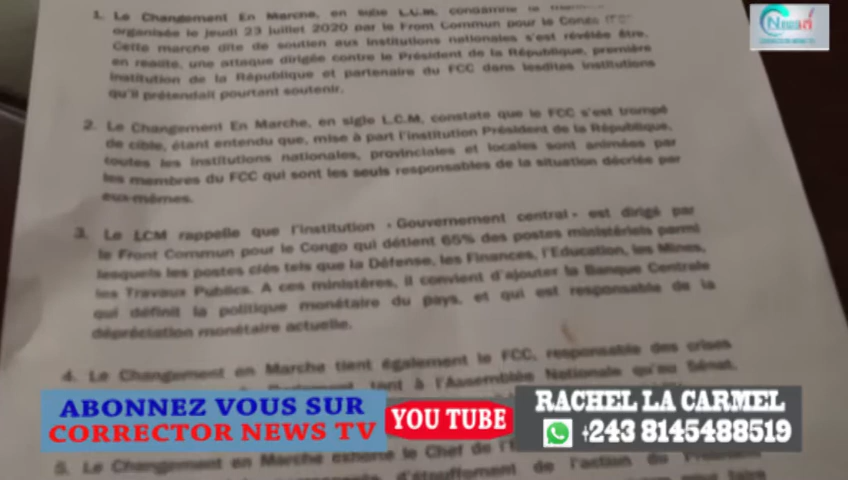 1. Le Changement En Marche, en sigle L.C.M, condamne la
organisée le jeudi 23 juillet 2020 par le Front Commun pour le Congo
Cette marche dite de soutien aux institutions nationales s'est révélée être,
en réalité, une attaque dirigée contre le Président de la République, première
institution de la République et partenaire du FCC dans lesdites institutions
qu'il prétendait pourtant soutenir.
2. Le Changement En Marche, en sigle L.C.M, constate que le FCC s'est trompé
de cible, étant entendu que, mise à part l'institution Président de la République,
toutes les institutions nationales, provinciales et locales sont animées par
les membres du FCC qui sont les seuls responsables de la situation décriée par
eux-mêmes.
3. Le LCM rappelle que l'institution « Gouvernement central » est dirigé par
le Front Commun pour le Congo qui détient 65% des postes ministériels parmi
lesquels les postes clés tels que la Défense, les Finances, l'Education, les Mines,
les Travaux Publics. A ces ministères, il convient d'ajouter la Banque Centrale
qui définit la politique monétaire du pays, et qui est responsable de la
dépréciation monétaire actuelle.
4. Le Changement en Marche tient également le FCC, responsable des crises
tant à l'Assemblée Nationale qu'au Sénat,
5. Le Changement en Marche exhorte le Chef de
d'étouffement de l'action du
ABONNEZ VOUS SUR
CORRECTOR NEWS TV
YOU TUBE
RACHEL LA CARMEL
+243 8145488519
CORRECTOR NEWS TV